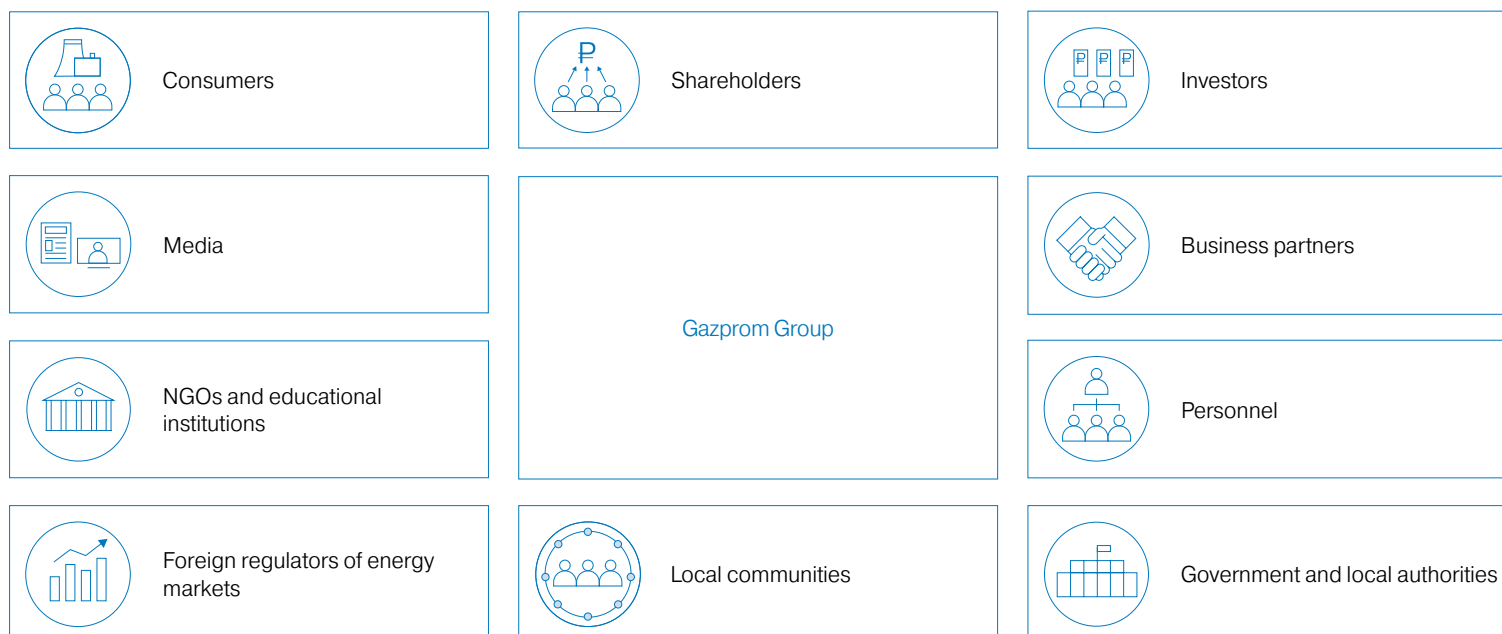 Consumers
₽
Shareholders
₽ ₽ ₽
Investors
Media
Gazprom Group
Business partners
NGOs and educational
institutions
Personnel
Foreign regulators of energy
markets
Local communities
Government and local authorities